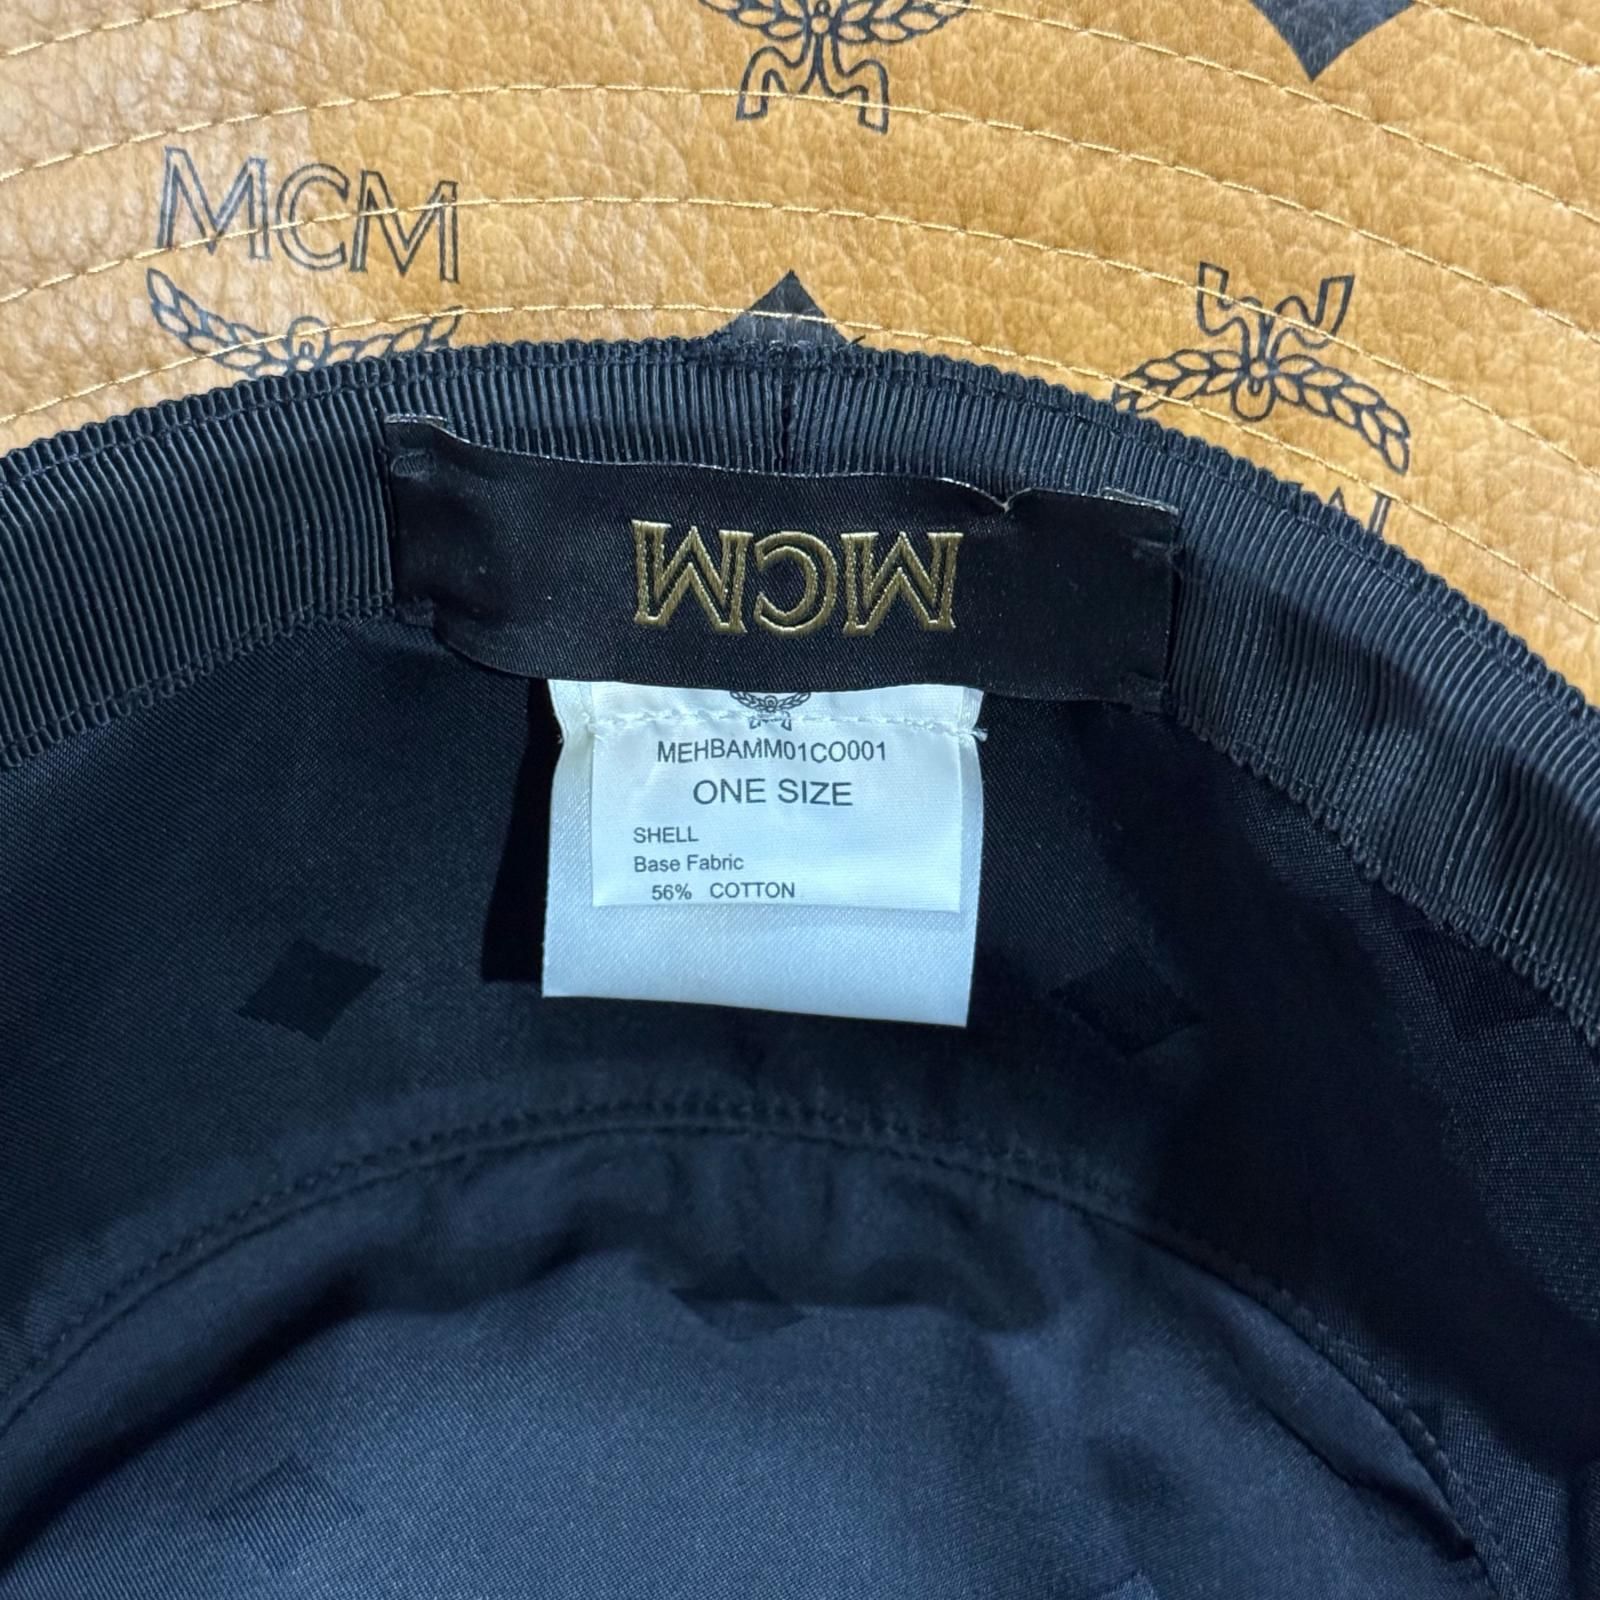 MCM
MCM
MEHBAMM01CO001
ONE SIZE
SHELL
Base Fabric
56% COTTON